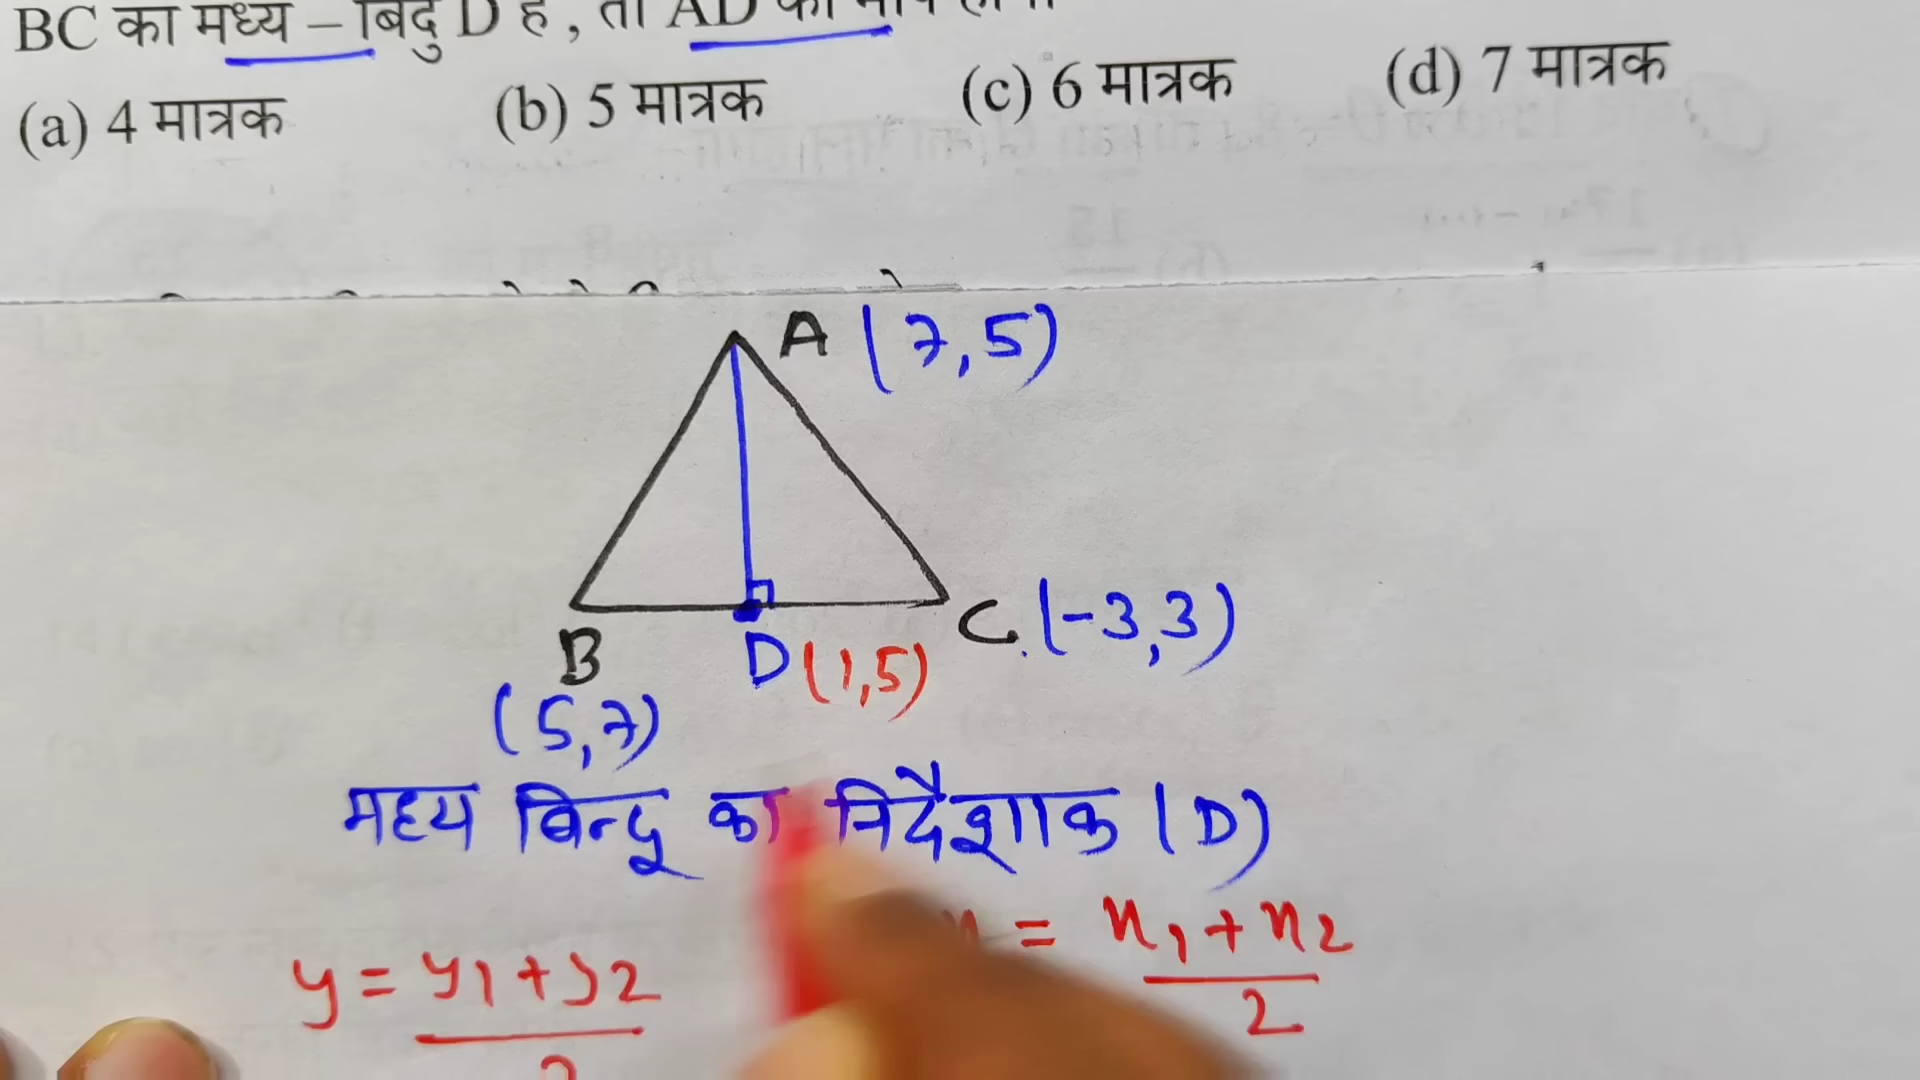 BC का मध्य – बिंदु D है , तो AD का माप होगा
(a) 4 मात्रक (b) 5 मात्रक (c) 6 मात्रक (d) 7 मात्रक
A (7,5)
B
D (1,5)
C (-3,3)
(5,7)
मध्य बिन्दू का निर्देशाक (D)
y = y1+y2
= x1+x2
2